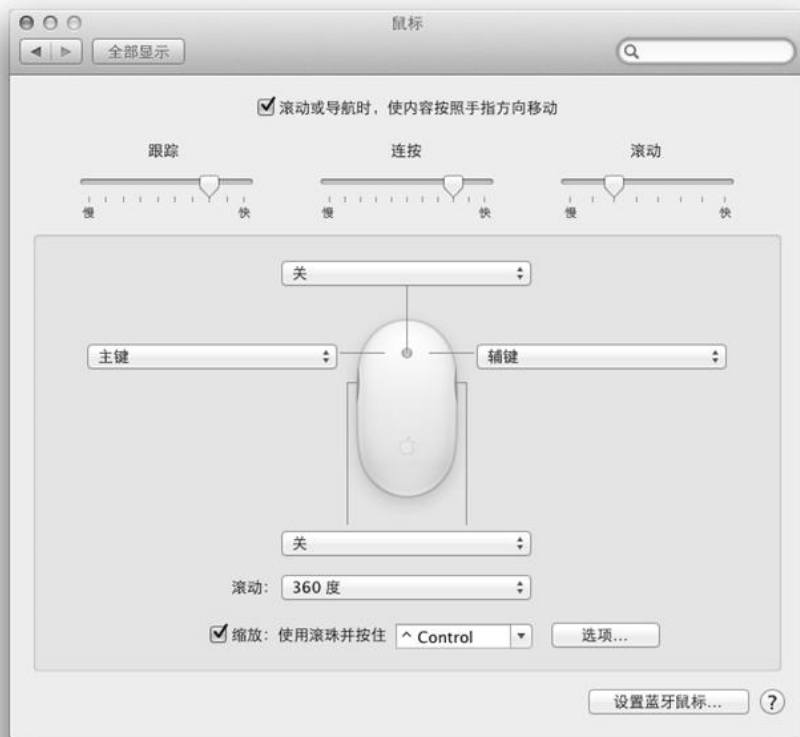 鼠标
全部显示
滚动或导航时，使内容按照手指方向移动
跟踪 连按 滚动
慢 快 慢 快 慢 快
关
主键 辅键
关
滚动： 360 度
缩放：使用滚珠并按住 ^ Control 选项...
设置蓝牙鼠标... ?